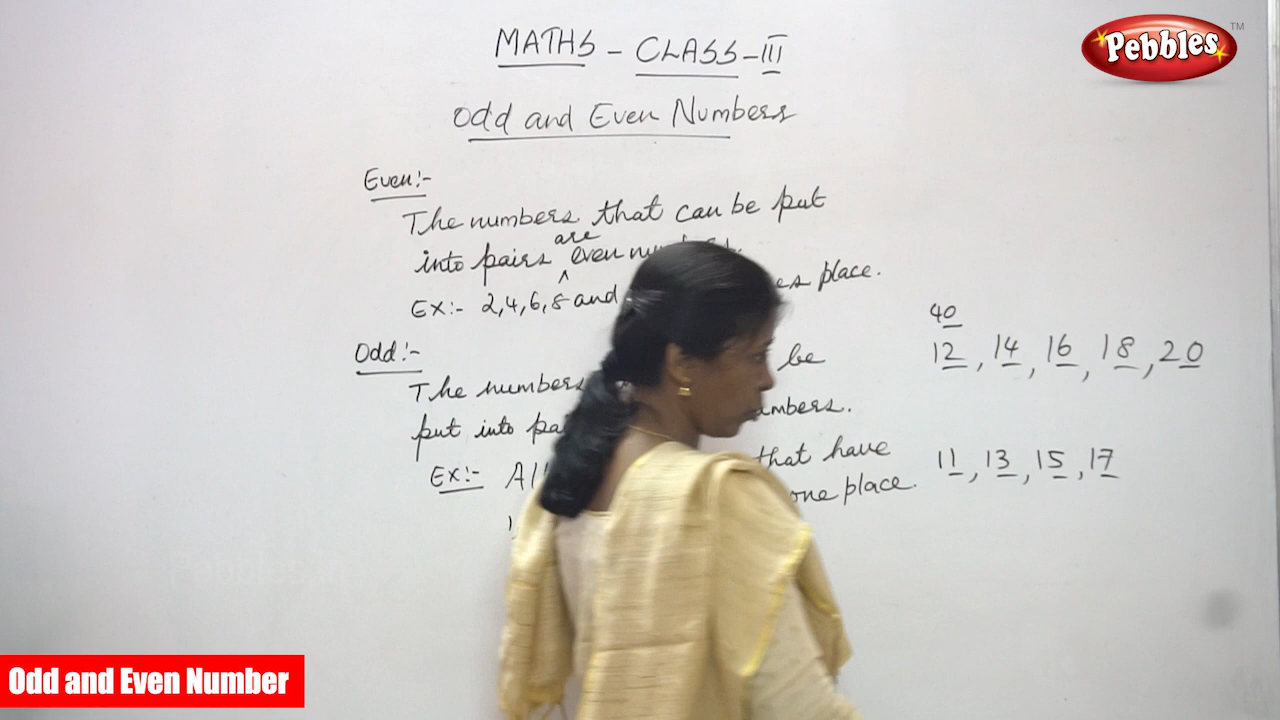 MATHS - CLASS - III
Pebbles TM
Odd and Even Numbers
Even:-
The numbers that can be put
are
into pairs ^ even
Ex:- 2,4,6,8 and place.
40
12, 14, 16, 18, 20
Odd:-
The numbers be
put into
Ex:- that have
one place.
11, 13, 15, 17
Odd and Even Number